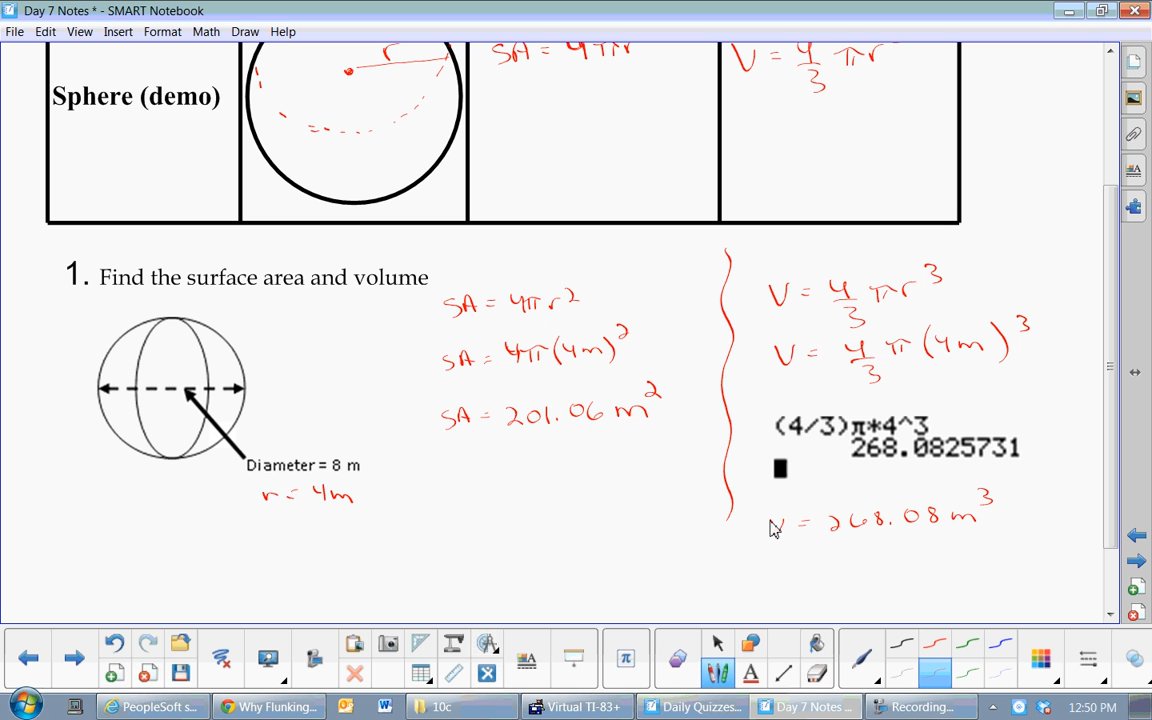 Day 7 Notes * - SMART Notebook
File Edit View Insert Format Math Draw Help
Sphere (demo)
r
SA = 4πr
V = 4/3 πr
1. Find the surface area and volume
Diameter = 8 m
r = 4m
SA = 4πr²
SA = 4π(4m)²
SA = 201.06 m²
V = 4/3 πr³
V = 4/3 π(4m)³
(4/3)π*4^3
268.0825731
V = 268.08 m³
π
A
PeopleSoft s...
Why Flunking...
10c
Virtual TI-83+
Daily Quizzes...
Day 7 Notes ...
Recording...
12:50 PM